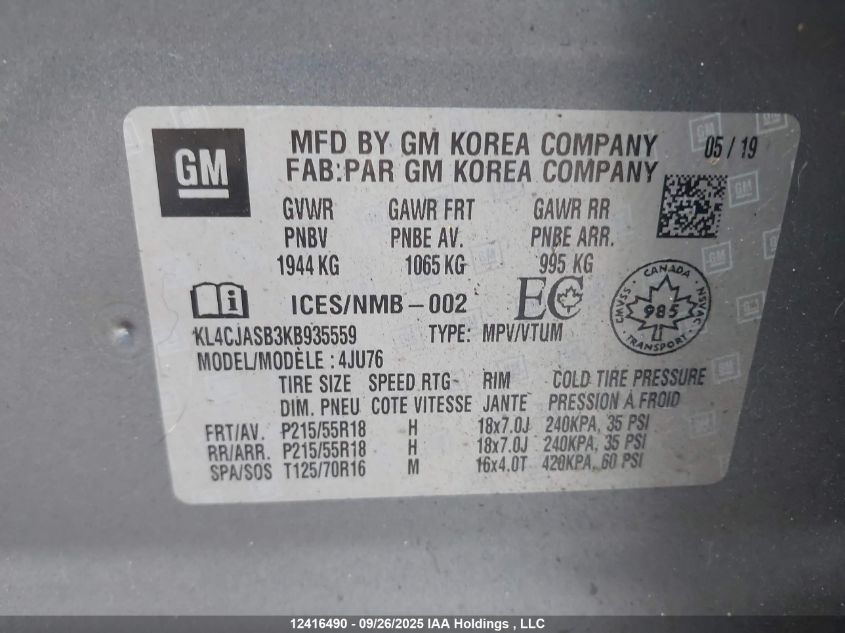 GM
MFD BY GM KOREA COMPANY 05 / 19
FAB:PAR GM KOREA COMPANY
GVWR GAWR FRT GAWR RR
PNBV PNBE AV. PNBE ARR.
1944 KG 1065 KG 995 KG
i ICES/NMB-002 EC
CANADA CMVSS NSVAC 985 TRANSPORT
KL4CJASB3KB935559 TYPE: MPV/VTUM
MODEL/MODÈLE : 4JU76
TIRE SIZE SPEED RTG RIM COLD TIRE PRESSURE
DIM. PNEU COTE VITESSE JANTE PRESSION À FROID
FRT/AV. P215/55R18 H 18x7.0J 240KPA, 35 PSI
RR/ARR. P215/55R18 H 18x7.0J 240KPA, 35 PSI
SPA/SOS T125/70R16 M 16x4.0T 420KPA, 60 PSI
12416490 - 09/26/2025 IAA Holdings , LLC